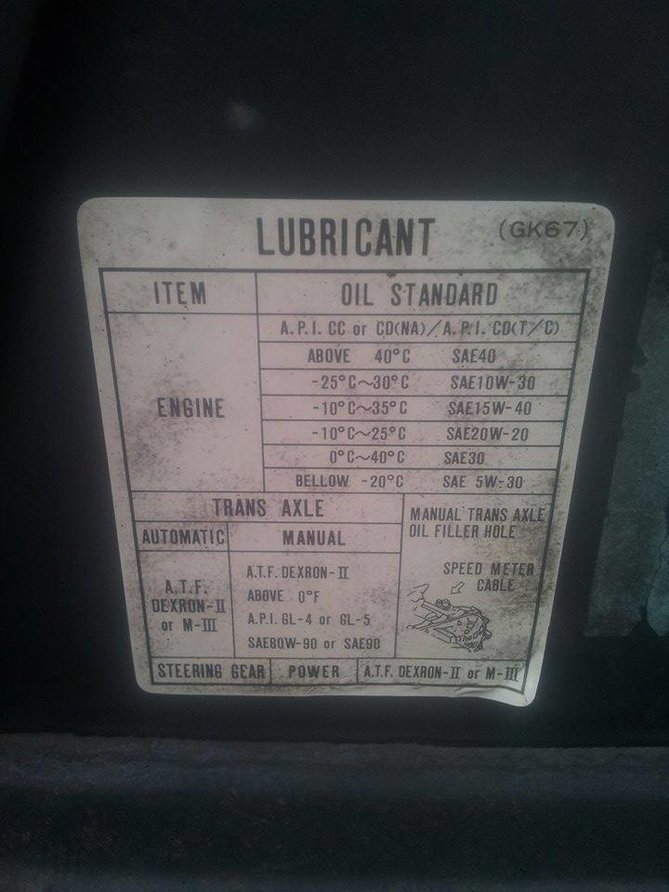 LUBRICANT (GK67)
ITEM OIL STANDARD
ENGINE
A.P.I. CC or CD(NA)/A.P.I. CD(T/C)
ABOVE 40°C SAE40
-25°C~30°C SAE10W-30
-10°C~35°C SAE15W-40
-10°C~25°C SAE20W-20
0°C~40°C SAE30
BELLOW -20°C SAE 5W-30
TRANS AXLE
AUTOMATIC MANUAL
A.T.F.
DEXRON-II
or M-III
A.T.F. DEXRON-II
ABOVE 0°F
A.P.I. GL-4 or GL-5
SAE80W-90 or SAE90
MANUAL TRANS AXLE
OIL FILLER HOLE
SPEED METER
CABLE
STEERING GEAR POWER A.T.F. DEXRON-II or M-III